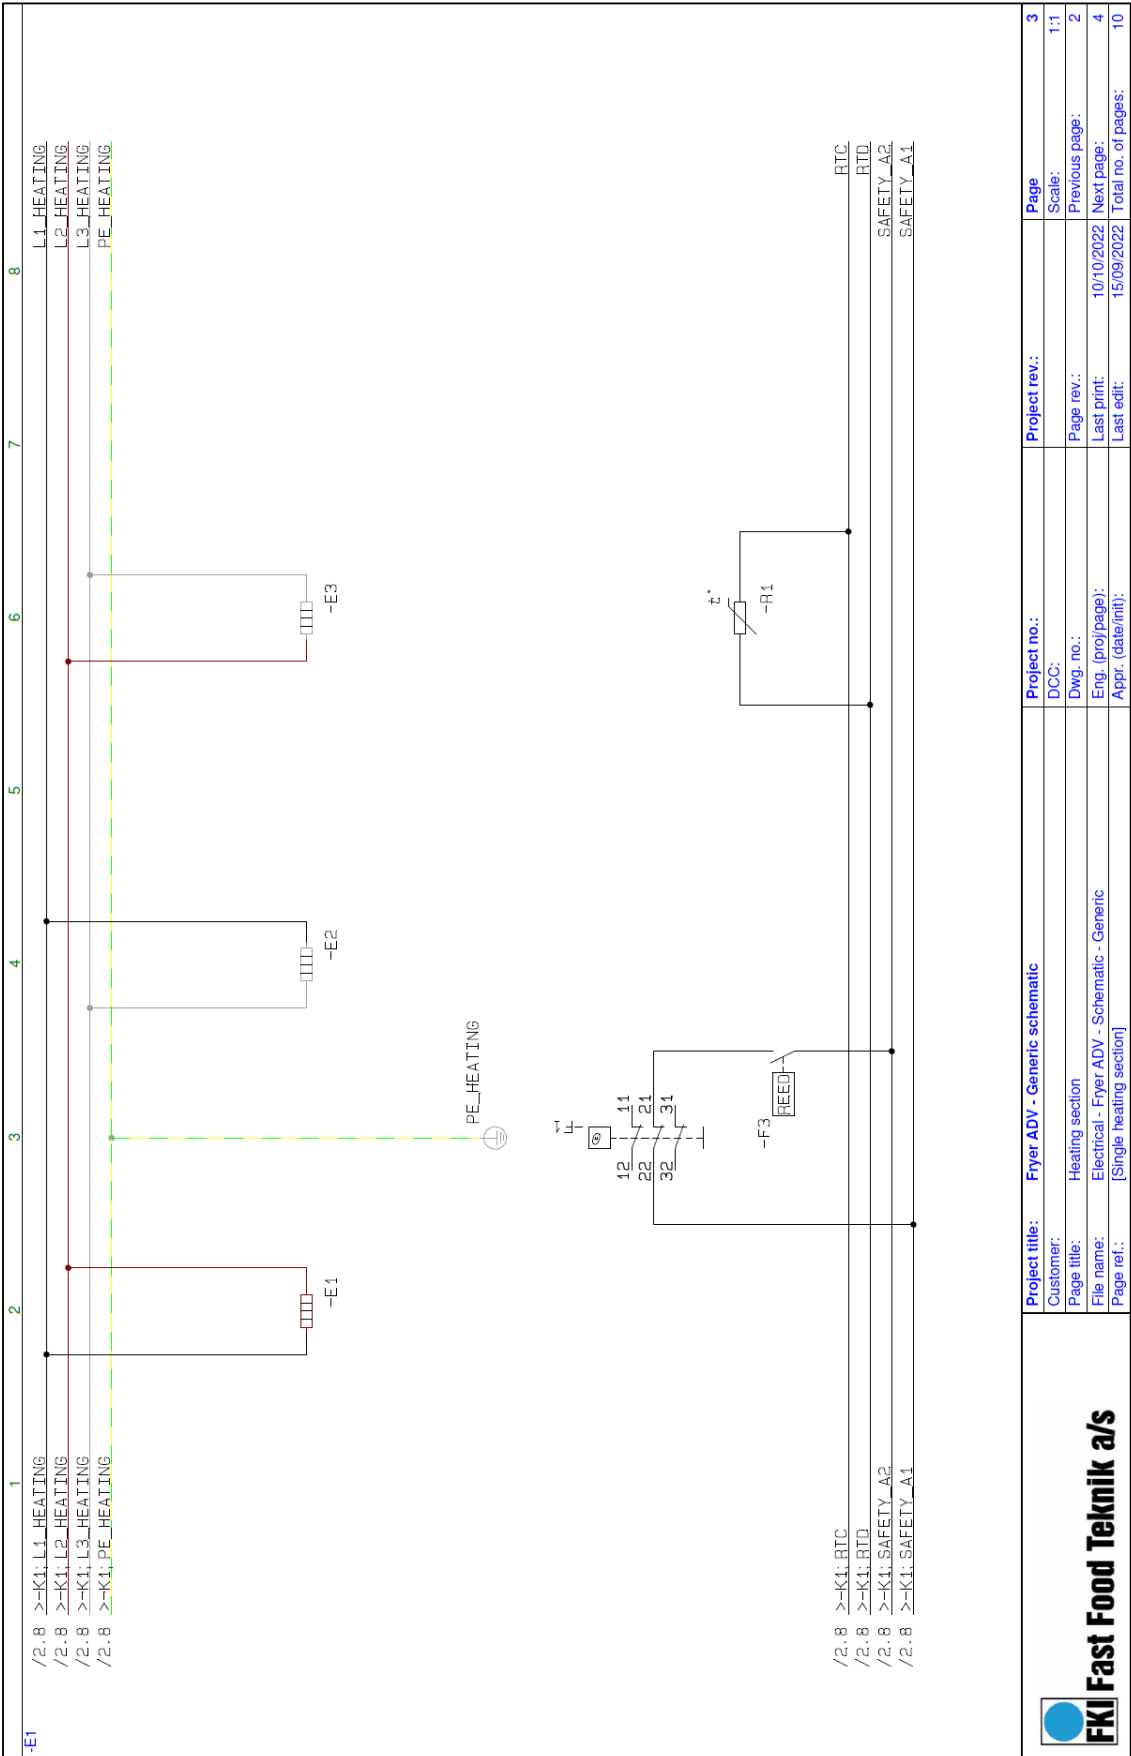 -E1
1 2 3 4 5 6 7 8
/2.8 >-K1; L1_HEATING L1_HEATING
/2.8 >-K1; L2_HEATING L2_HEATING
/2.8 >-K1; L3_HEATING L3_HEATING
/2.8 >-K1; PE_HEATING PE_HEATING
-E1
-E2
-E3
PE_HEATING
12 11
22 21
32 31
-F3
REED
t°
-R1
/2.8 >-K1; RTC RTC
/2.8 >-K1; RTD RTD
/2.8 >-K1; SAFETY_A2 SAFETY_A2
/2.8 >-K1; SAFETY_A1 SAFETY_A1
FKI Fast Food Teknik a/s
Project title: Fryer ADV - Generic schematic Project no.: Project rev.: Page 3
Customer: DCC: Scale: 1:1
Page title: Heating section Dwg. no.: Page rev.: Previous page: 2
File name: Electrical - Fryer ADV - Schematic - Generic Eng. (proj/page): Last print: 10/10/2022 Next page: 4
Page ref.: [Single heating section] Appr. (date/init): Last edit: 15/09/2022 Total no. of pages: 10